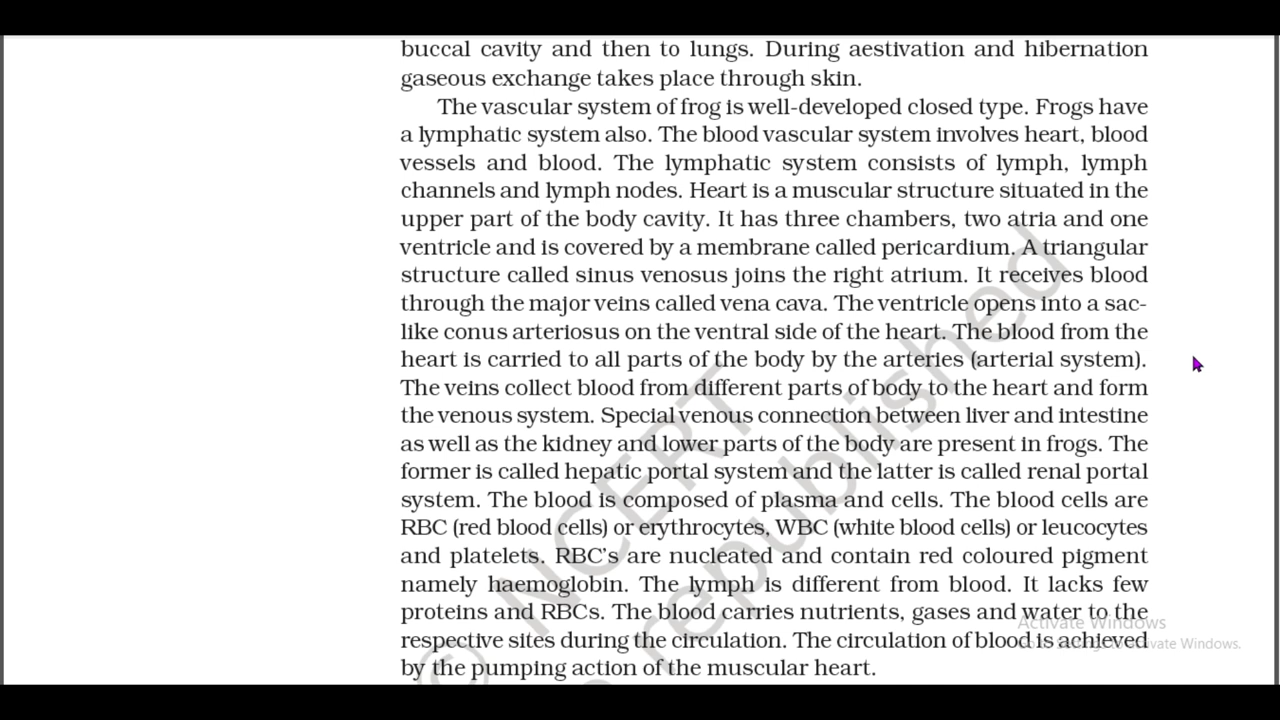 buccal cavity and then to lungs. During aestivation and hibernation
gaseous exchange takes place through skin.
The vascular system of frog is well-developed closed type. Frogs have
a lymphatic system also. The blood vascular system involves heart, blood
vessels and blood. The lymphatic system consists of lymph, lymph
channels and lymph nodes. Heart is a muscular structure situated in the
upper part of the body cavity. It has three chambers, two atria and one
ventricle and is covered by a membrane called pericardium. A triangular
structure called sinus venosus joins the right atrium. It receives blood
through the major veins called vena cava. The ventricle opens into a sac-
like conus arteriosus on the ventral side of the heart. The blood from the
heart is carried to all parts of the body by the arteries (arterial system).
The veins collect blood from different parts of body to the heart and form
the venous system. Special venous connection between liver and intestine
as well as the kidney and lower parts of the body are present in frogs. The
former is called hepatic portal system and the latter is called renal portal
system. The blood is composed of plasma and cells. The blood cells are
RBC (red blood cells) or erythrocytes, WBC (white blood cells) or leucocytes
and platelets. RBC's are nucleated and contain red coloured pigment
namely haemoglobin. The lymph is different from blood. It lacks few
proteins and RBCs. The blood carries nutrients, gases and water to the
respective sites during the circulation. The circulation of blood is achieved
by the pumping action of the muscular heart.
© NCERT
republished
Activate Windows
Go to Settings to activate Windows.